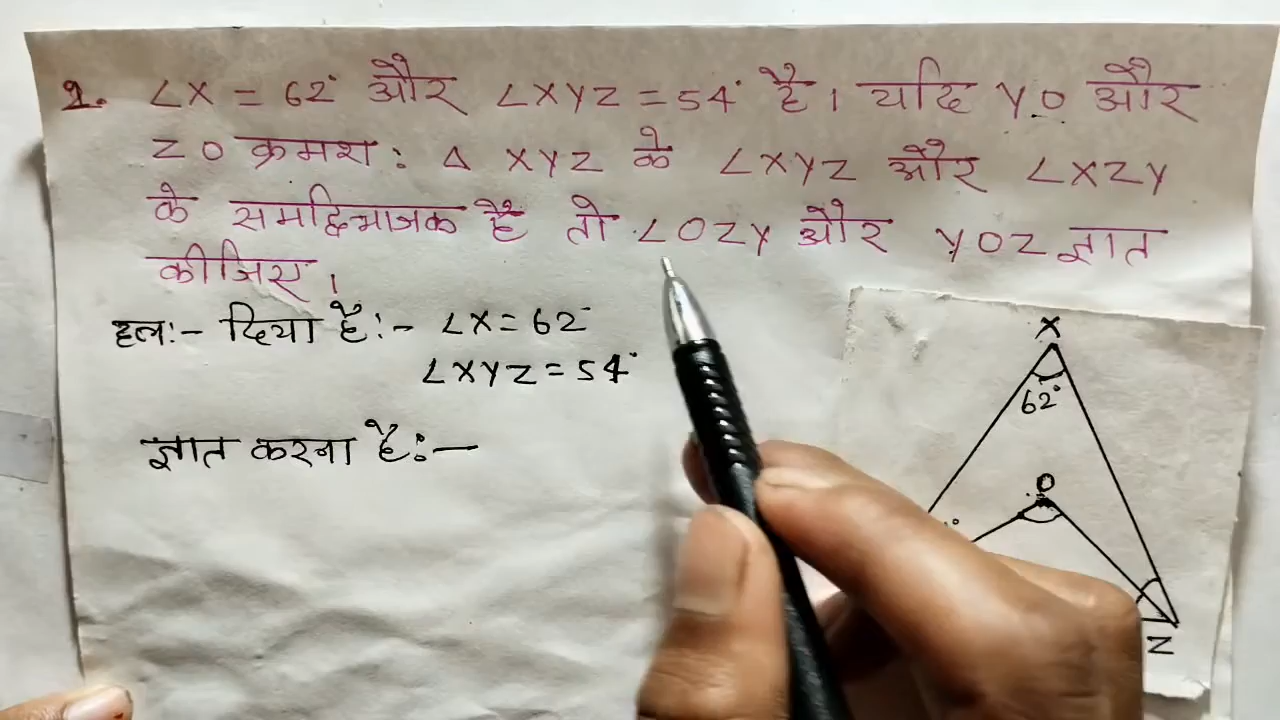 1. ∠X = 62° और ∠XYZ = 54° है। यदि YO और
ZO क्रमश: Δ XYZ के ∠XYZ और ∠XZY
के समद्विभाजक है तो ∠OZY और YOZ ज्ञात
कीजिए।
हल:- दिया है:- ∠X = 62°
∠XYZ = 54°
ज्ञात करना है:-
X
62°
O
Z